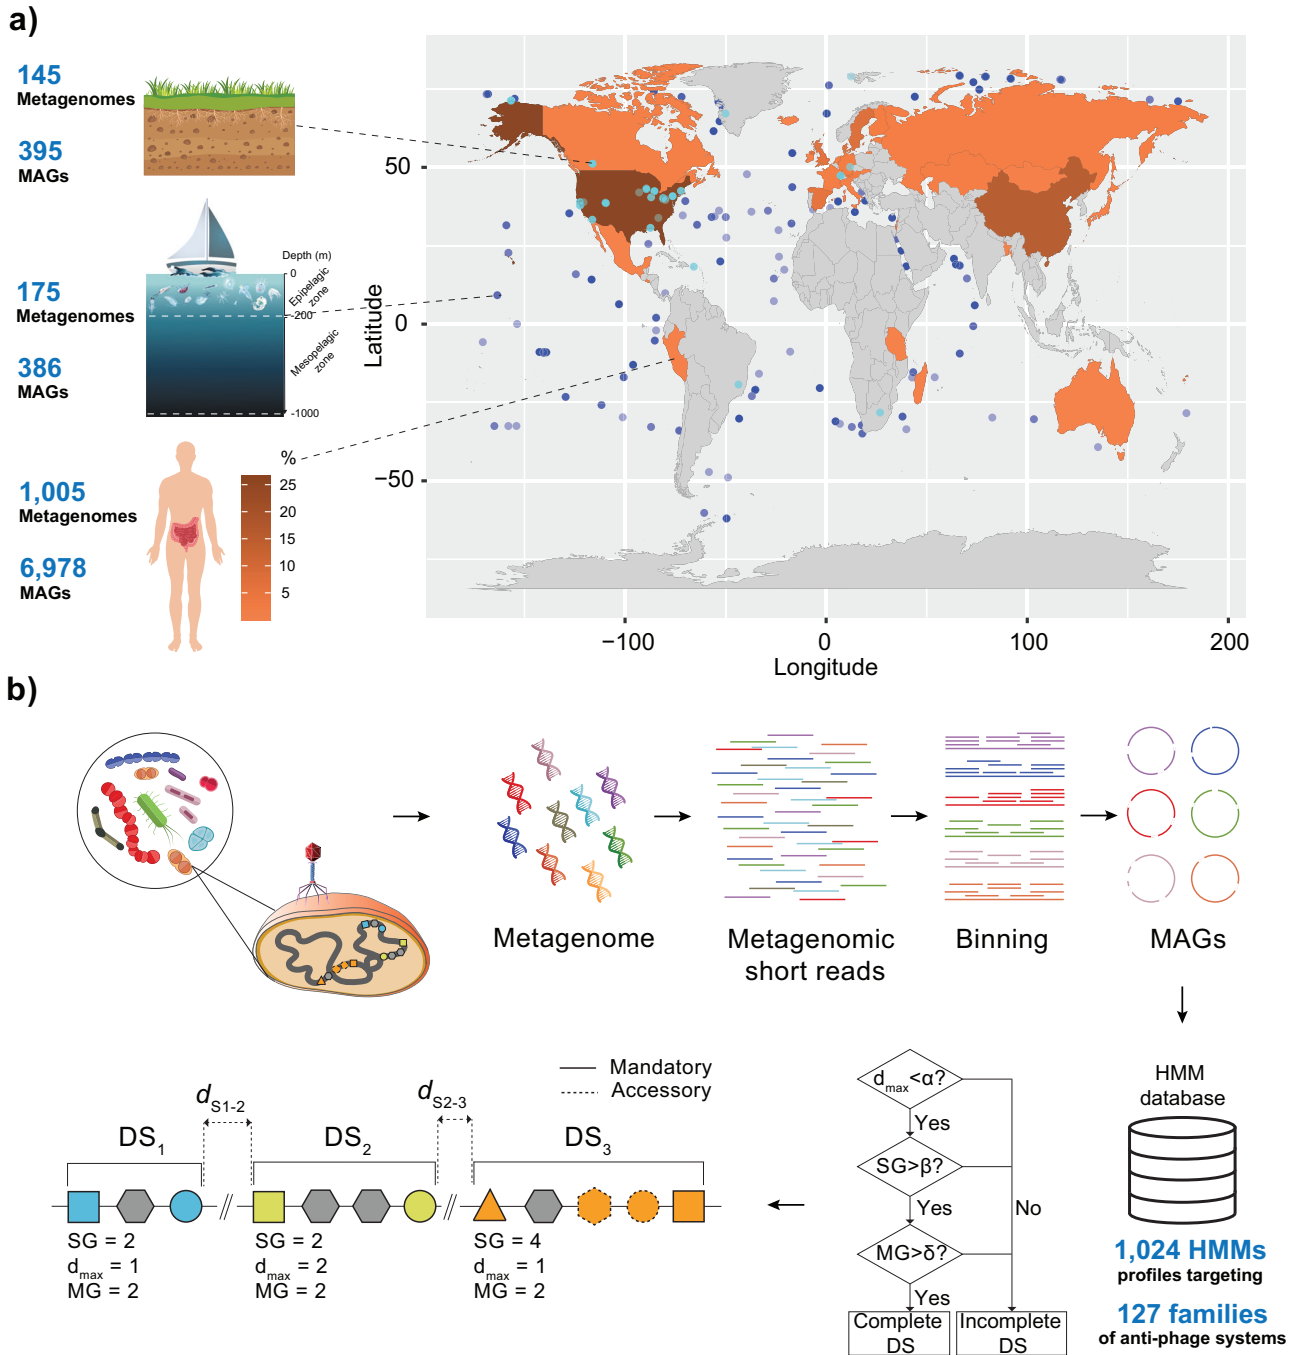 a)
145
Metagenomes
395
MAGs
Depth (m)
0
Epipelagic
zone
-200
Mesopelagic
zone
-1000
175
Metagenomes
386
MAGs
1,005
Metagenomes
6,978
MAGs
%
25
20
15
10
5
Latitude
50
0
−50
−100
0
100
200
Longitude
b)
Metagenome
Metagenomic
short reads
Binning
MAGs
HMM
database
1,024 HMMs
profiles targeting
127 families
of anti-phage systems
dmax<α?
Yes
SG>β?
Yes
No
MG>δ?
Yes
Complete
DS
Incomplete
DS
Mandatory
Accessory
dS1-2
dS2-3
DS1
DS2
DS3
SG = 2
dmax = 1
MG = 2
SG = 2
dmax = 2
MG = 2
SG = 4
dmax = 1
MG = 2